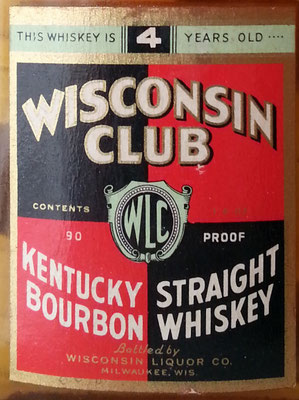 THIS WHISKEY IS 4 YEARS OLD ····
WISCONSIN
CLUB
CONTENTS
WLC
90 PROOF
KENTUCKY STRAIGHT
BOURBON WHISKEY
Bottled by
WISCONSIN LIQUOR CO.
MILWAUKEE, WIS.